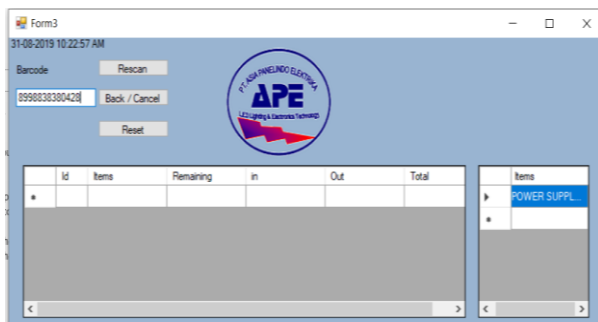 Form3
31-08-2019 10:22:57 AM
Barcode
Rescan
8998838380428
Back / Cancel
Reset
P.T. ASIA PANELINDO ELEKTRIKA
APE
LED Lighting & Electronics Technology
Id Items Remaining in Out Total
Items
POWER SUPPL...